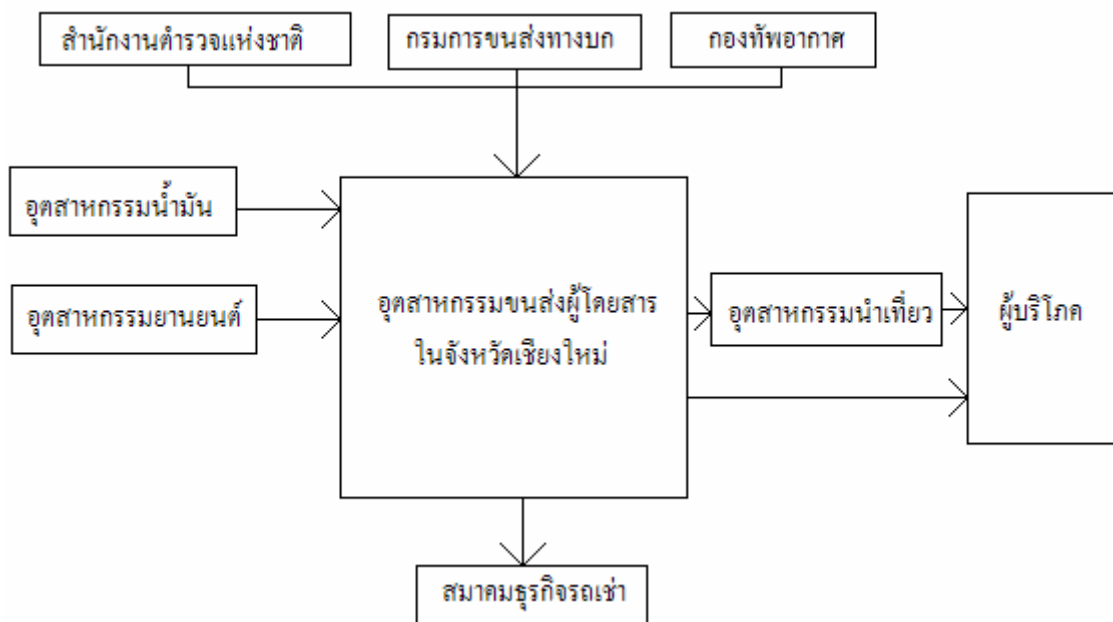 สำนักงานตำรวจแห่งชาติ
กรมการขนส่งทางบก
กองทัพอากาศ
อุตสาหกรรมน้ำมัน
อุตสาหกรรมยานยนต์
อุตสาหกรรมขนส่งผู้โดยสาร
ในจังหวัดเชียงใหม่
อุตสาหกรรมนำเที่ยว
ผู้บริโภค
สมาคมธุรกิจรถเช่า